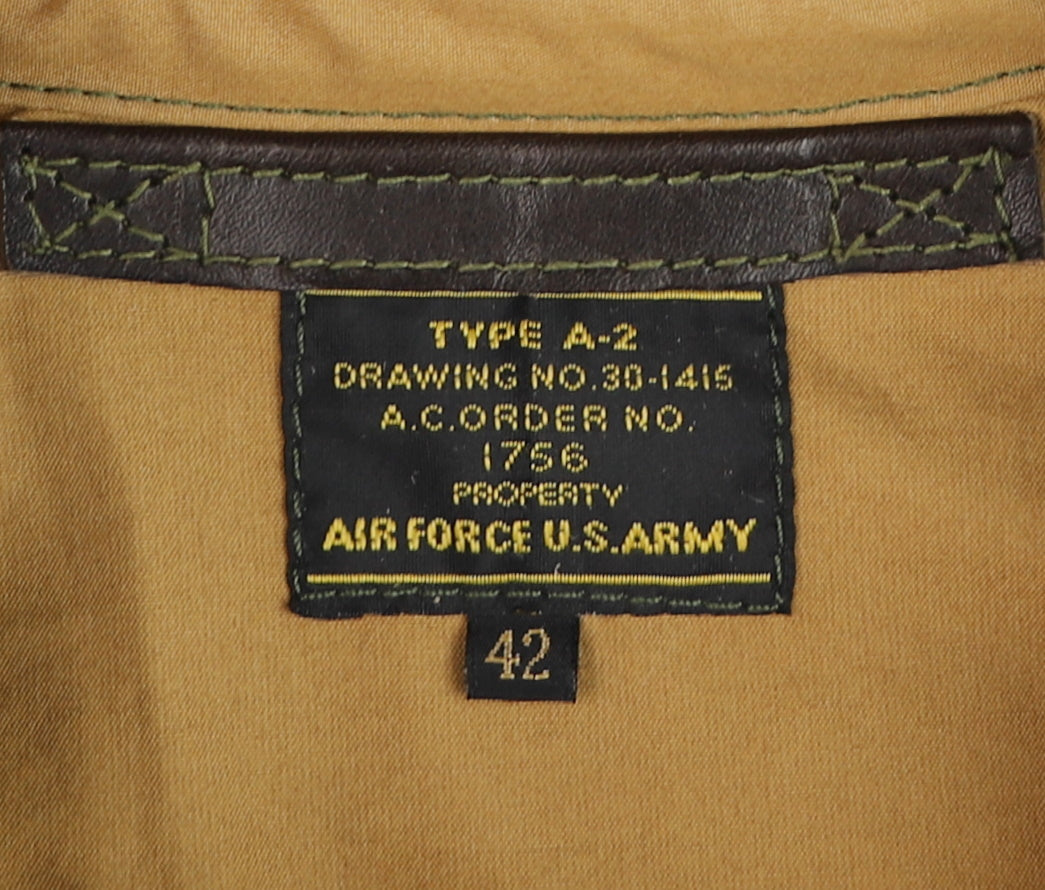 TYPE A-2
DRAWING NO.30-1415
A.C.ORDER NO.
1756
PROPERTY
AIR FORCE U.S.ARMY
42